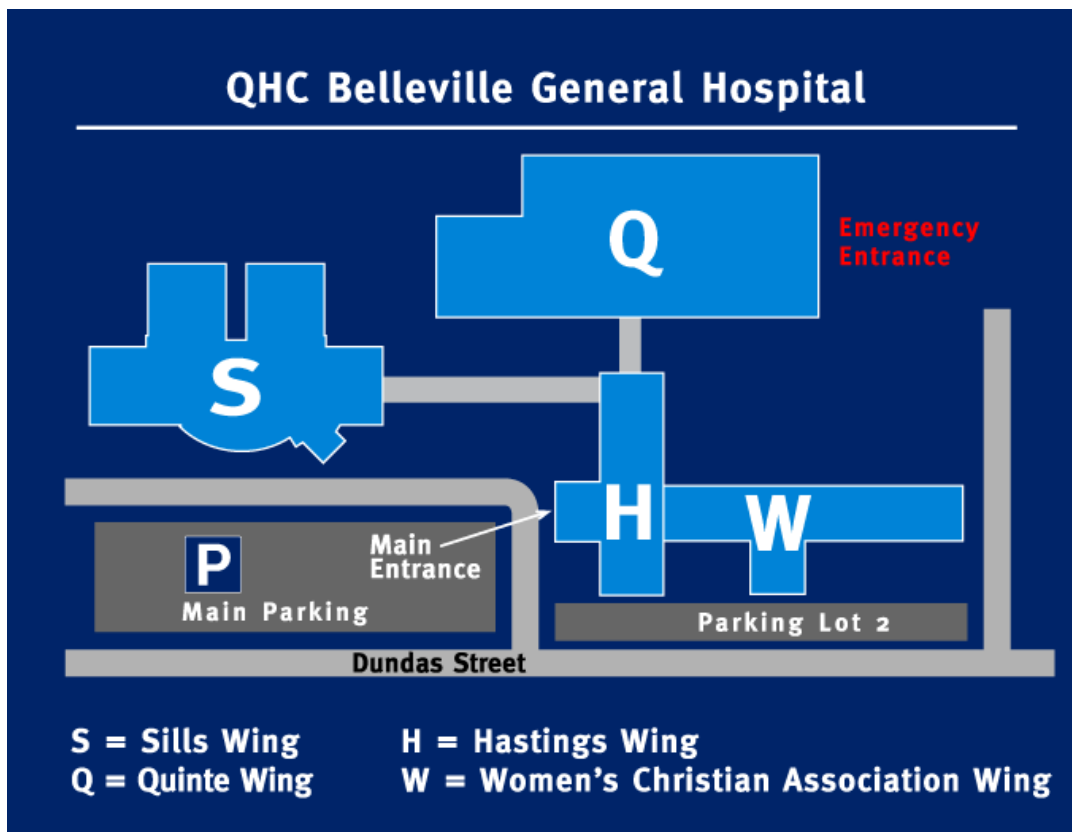 QHC Belleville General Hospital
Q
Emergency
Entrance
S
H
W
Main
Entrance
P
Main Parking
Parking Lot 2
Dundas Street
S = Sills Wing
H = Hastings Wing
Q = Quinte Wing
W = Women's Christian Association Wing